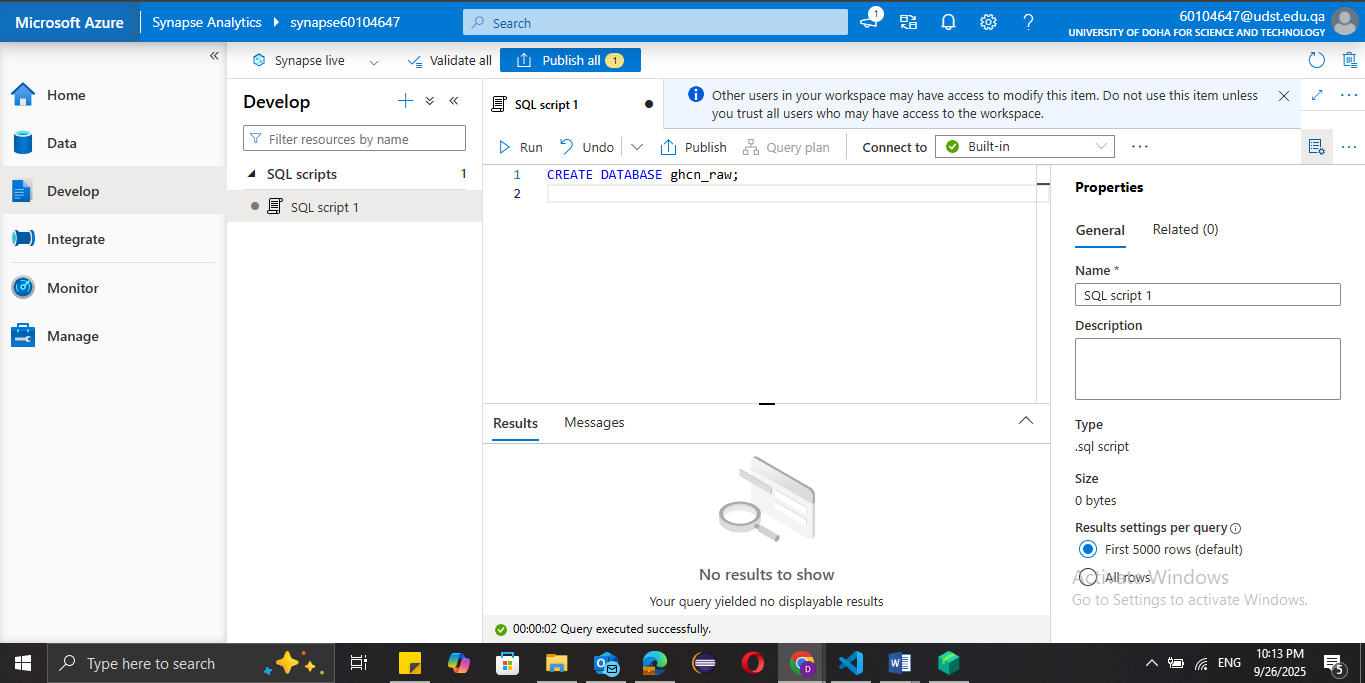 Microsoft Azure
Synapse Analytics
synapse60104647
Search
1
60104647@udst.edu.qa
UNIVERSITY OF DOHA FOR SCIENCE AND TECHNOLOGY
Home
Data
Develop
Integrate
Monitor
Manage
Synapse live
Validate all
Publish all 1
Develop
Filter resources by name
SQL scripts 1
SQL script 1
SQL script 1
Other users in your workspace may have access to modify this item. Do not use this item unless
you trust all users who may have access to the workspace.
Run
Undo
Publish
Query plan
Connect to
Built-in
1 CREATE DATABASE ghcn_raw;
2
Results
Messages
No results to show
Your query yielded no displayable results
00:00:02 Query executed successfully.
Properties
General
Related (0)
Name *
SQL script 1
Description
Type
.sql script
Size
0 bytes
Results settings per query
First 5000 rows (default)
All rows
Activate Windows
Go to Settings to activate Windows.
Type here to search
ENG
10:13 PM
9/26/2025
5